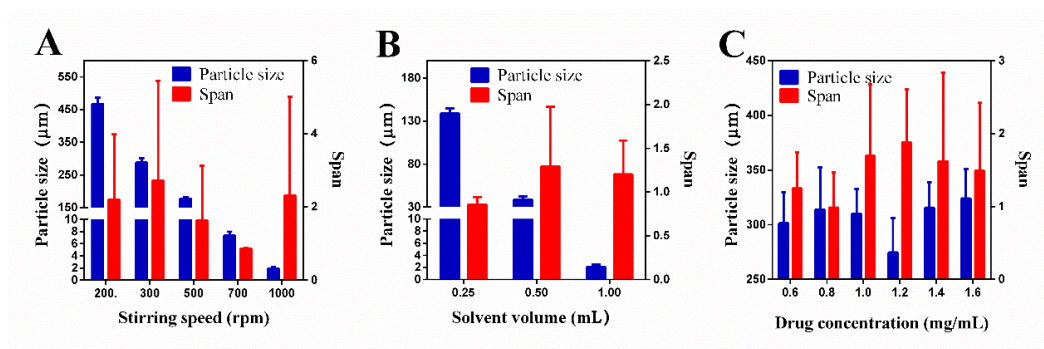 A
Particle size (μm)
550
450
350
250
150
10
8
6
4
2
0
Particle size
Span
6
4
2
0
Span
200. 300 500 700 1000
Stirring speed (rpm)
B
Particle size (μm)
180
130
80
30
10
8
6
4
2
0
Particle size
Span
2.5
2.0
1.5
1.0
0.5
0.0
Span
0.25 0.50 1.00
Solvent volume (mL)
C
Particle size (μm)
450
400
350
300
250
Particle size
Span
3
2
1
0
Span
0.6 0.8 1.0 1.2 1.4 1.6
Drug concentration (mg/mL)